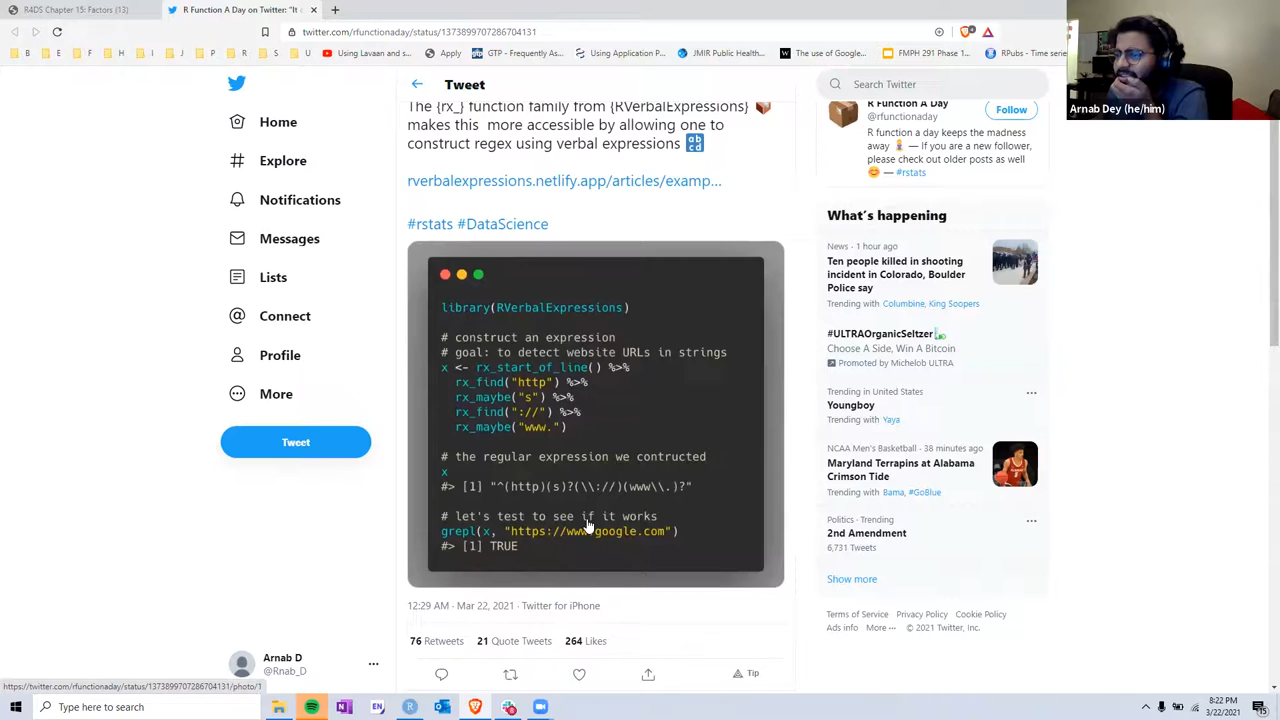 R4DS Chapter 15: Factors (13)
R Function A Day on Twitter: "It c
twitter.com/rfunctionaday/status/1373899707286704131
B
E
F
H
I
J
P
R
S
Using Lavaan and...
Apply
GTP - Frequently As...
Using Application P...
JMIR Public Health...
The use of Google...
FMPH 291 Phase 1...
RPubs - Time serie
Arnab Dey (he/him)
Home
Explore
Notifications
Messages
Lists
Connect
Profile
More
Tweet
Arnab D
@Rnab_D
Tweet
The {rx_} function family from {RVerbalExpressions}
makes this more accessible by allowing one to
construct regex using verbal expressions
rverbalexpressions.netlify.app/articles/examp...
#rstats #DataScience
library(RVerbalExpressions)
# construct an expression
# goal: to detect website URLs in strings
x <- rx_start_of_line() %>%
rx_find("http") %>%
rx_maybe("s") %>%
rx_find("://") %>%
rx_maybe("www.")
# the regular expression we contructed
x
#> [1] "^(http)(s)?(\\://)(www\\.)?"
# let's test to see if it works
grepl(x, "https://www.google.com")
#> [1] TRUE
12:29 AM · Mar 22, 2021 · Twitter for iPhone
76 Retweets 21 Quote Tweets 264 Likes
Tip
Search Twitter
R Function A Day
@rfunctionaday
Follow
R function a day keeps the madness
away — If you are a new follower,
please check out older posts as well
— #rstats
What's happening
News · 1 hour ago
Ten people killed in shooting
incident in Colorado, Boulder
Police say
Trending with Columbine, King Soopers
#ULTRAOrganicSeltzer
Choose A Side, Win A Bitcoin
Promoted by Michelob ULTRA
Trending in United States
Youngboy
Trending with Yaya
NCAA Men's Basketball · 38 minutes ago
Maryland Terrapins at Alabama
Crimson Tide
Trending with Bama, #GoBlue
Politics · Trending
2nd Amendment
6,731 Tweets
Show more
Terms of Service Privacy Policy Cookie Policy
Ads info More ··· © 2021 Twitter, Inc.
https://twitter.com/rfunctionaday/status/1373899707286704131/photo/1
Type here to search
8:22 PM
3/22/2021